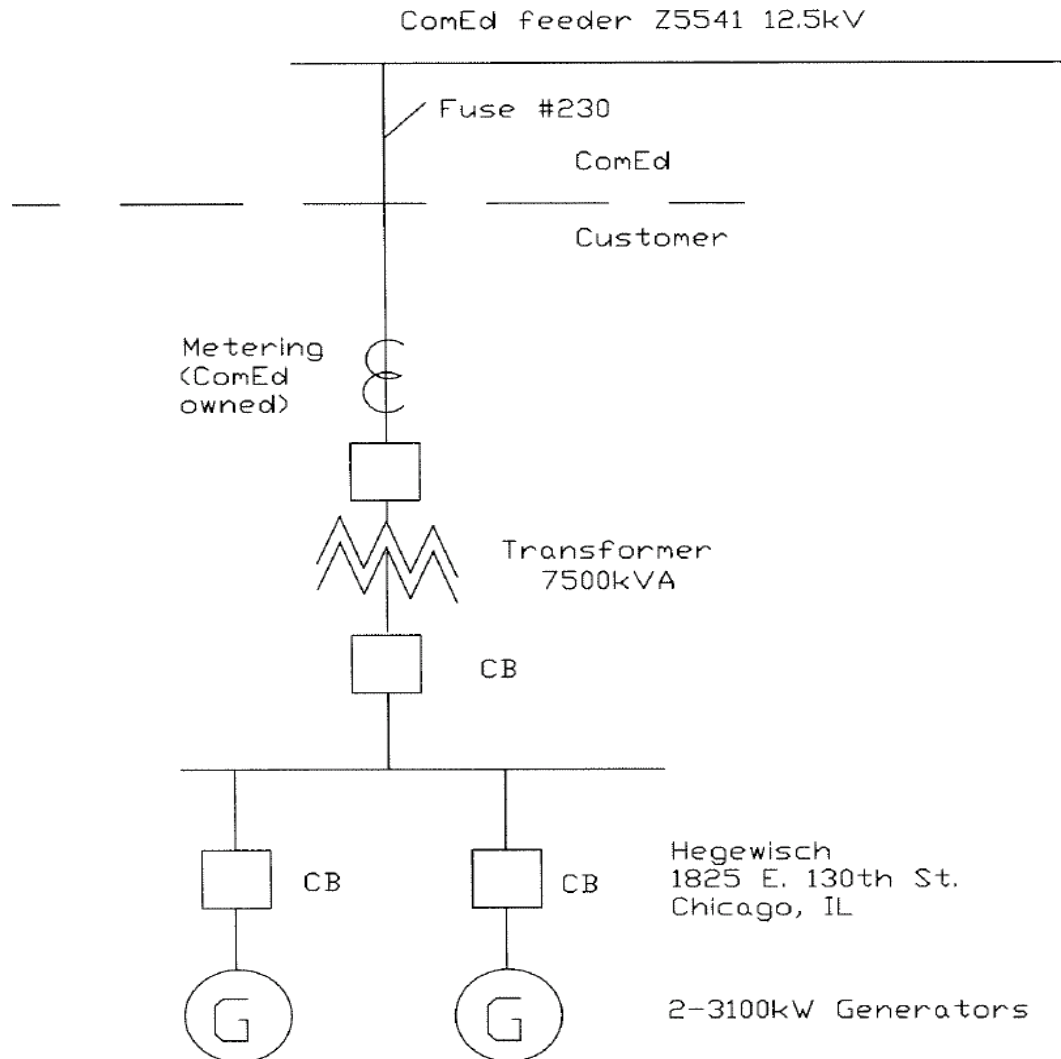 ComEd feeder Z5541 12.5kV
Fuse #230
ComEd
Customer
Metering
(ComEd
owned)
Transformer
7500kVA
CB
CB
CB
Hegewisch
1825 E. 130th St.
Chicago, IL
G
G
2-3100kW Generators